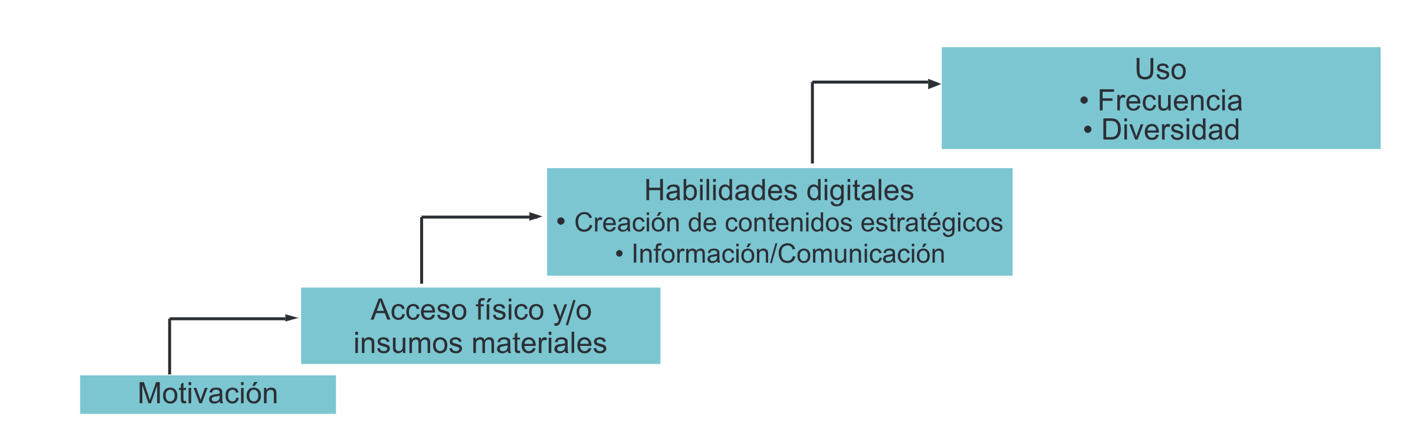 Uso
• Frecuencia
• Diversidad
Habilidades digitales
• Creación de contenidos estratégicos
• Información/Comunicación
Acceso físico y/o
insumos materiales
Motivación